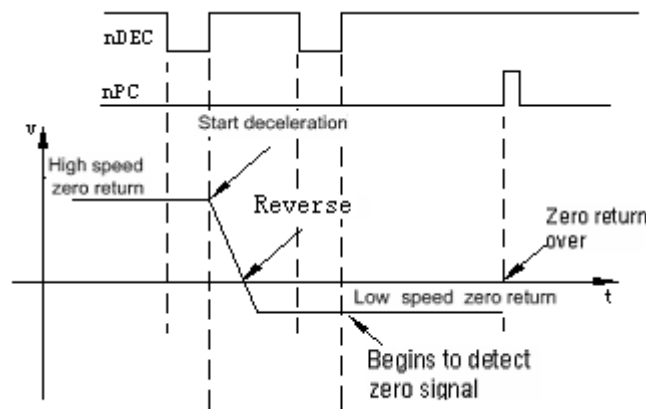 nDEC
nPC
v
Start deceleration
High speed
zero return
Reverse
Zero return
over
Low speed zero return
t
Begins to detect
zero signal